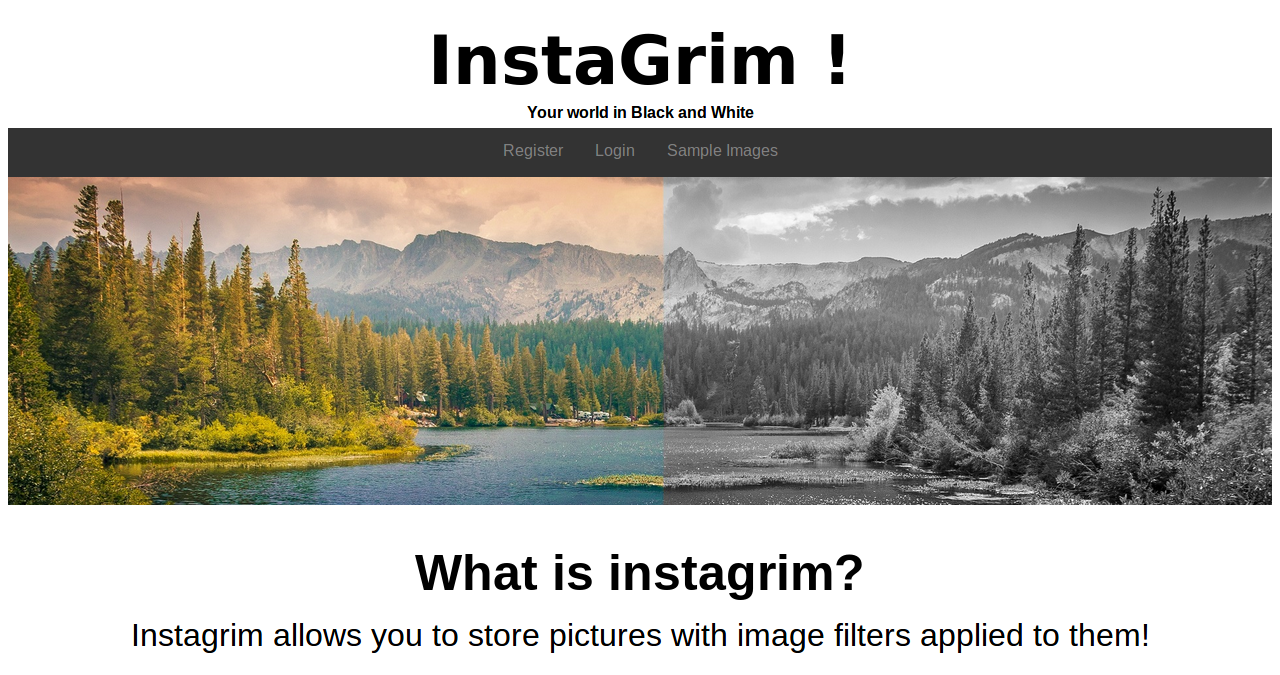 InstaGrim !
Your world in Black and White
Register Login Sample Images
What is instagrim?
Instagrim allows you to store pictures with image filters applied to them!